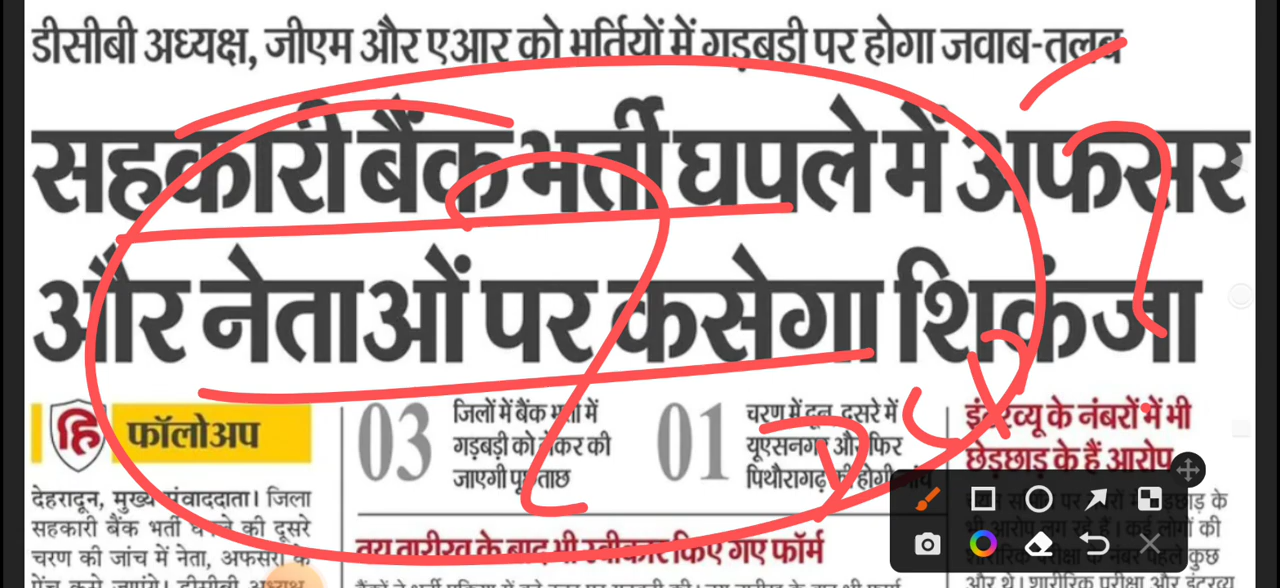 डीसीबी अध्यक्ष, जीएम और एआर को भर्तियों में गड़बड़ी पर होगा जवाब-तलब
सहकारी बैंक भर्ती घपले में अफसर
और नेताओं पर कसेगा शिकंजा
हि फॉलोअप
देहरादून, मुख्य संवाददाता। जिला
सहकारी बैंक भर्ती घपले की दूसरे
चरण की जांच में नेता, अफसरों के
03
जिलों में बैंक भर्ती में
गड़बड़ी को लेकर की
जाएगी पूछताछ
01
चरण में दून, दूसरे में
यूएसनगर और फिर
पिथौरागढ़ की होगी जांच
तय तारीख के बाद भी स्वीकार किए गए फॉर्म
इंटरव्यू के नंबरों में भी
छेड़छाड़ के हैं आरोप